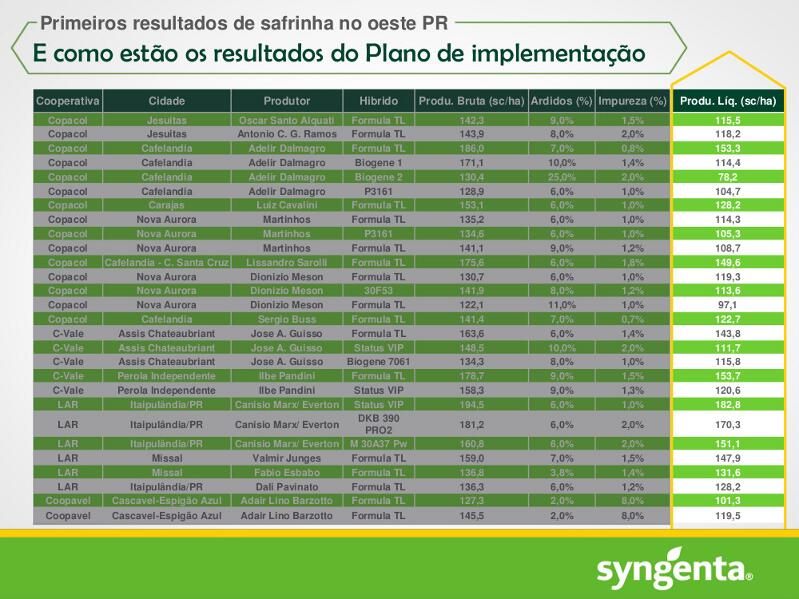 Primeiros resultados de safrinha no oeste PR
E como estão os resultados do Plano de implementação
Cooperativa Cidade Produtor Hibrido Produ. Bruta (sc/ha) Ardidos (%) Impureza (%) Produ. Líq. (sc/ha)
Copacol Jesuitas Oscar Santo Alquati Formula TL 142,3 9,0% 1,5% 115,5
Copacol Jesuitas Antonio C. G. Ramos Formula TL 143,9 8,0% 2,0% 118,2
Copacol Cafelandia Adelir Dalmagro Formula TL 186,0 7,0% 0,8% 153,3
Copacol Cafelandia Adelir Dalmagro Biogene 1 171,1 10,0% 1,4% 114,4
Copacol Cafelandia Adelir Dalmagro Biogene 2 130,4 25,0% 2,0% 78,2
Copacol Cafelandia Adelir Dalmagro P3161 128,9 6,0% 1,0% 104,7
Copacol Carajas Luiz Cavalini Formula TL 153,1 6,0% 1,0% 128,2
Copacol Nova Aurora Martinhos Formula TL 135,2 6,0% 1,0% 114,3
Copacol Nova Aurora Martinhos P3161 134,6 6,0% 1,0% 105,3
Copacol Nova Aurora Martinhos Formula TL 141,1 9,0% 1,2% 108,7
Copacol Cafelandia - C. Santa Cruz Lissandro Sarolli Formula TL 175,6 6,0% 1,8% 149,6
Copacol Nova Aurora Dionizio Meson Formula TL 130,7 6,0% 1,0% 119,3
Copacol Nova Aurora Dionizio Meson 30F53 141,9 8,0% 1,2% 113,6
Copacol Nova Aurora Dionizio Meson Formula TL 122,1 11,0% 1,0% 97,1
Copacol Cafelandia Sergio Buss Formula TL 141,4 7,0% 0,7% 122,7
C-Vale Assis Chateaubriant Jose A. Guisso Formula TL 163,6 6,0% 1,4% 143,8
C-Vale Assis Chateaubriant Jose A. Guisso Status VIP 148,5 10,0% 2,0% 111,7
C-Vale Assis Chateaubriant Jose A. Guisso Biogene 7061 134,3 8,0% 1,0% 115,8
C-Vale Perola Independente Ilbe Pandini Formula TL 178,7 9,0% 1,5% 153,7
C-Vale Perola Independente Ilbe Pandini Formula TL 158,3 9,0% 1,3% 120,6
LAR Itaipulândia/PR Canisio Marx/ Everton Status VIP 194,5 6,0% 1,0% 182,8
LAR Itaipulândia/PR Canisio Marx/ Everton DKB 390 PRO2 181,2 6,0% 2,0% 170,3
LAR Itaipulândia/PR Canisio Marx/ Everton M 30A37 Pw 160,8 6,0% 2,0% 151,1
LAR Missal Valmir Junges Formula TL 159,0 7,0% 1,5% 147,9
LAR Missal Fabio Esbabo Formula TL 136,8 3,8% 1,4% 131,6
LAR Itaipulândia/PR Dali Pavinato Formula TL 136,3 6,0% 1,2% 128,2
Coopavel Cascavel-Espigão Azul Adair Lino Barzotto Formula TL 127,3 2,0% 8,0% 101,3
Coopavel Cascavel-Espigão Azul Adair Lino Barzotto Formula TL 145,5 2,0% 8,0% 119,5
syngenta®